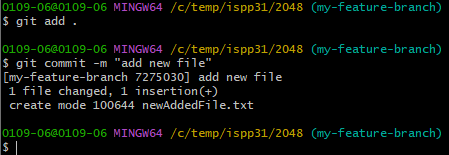 0109-06@0109-06 MINGW64 /c/temp/ispp31/2048 (my-feature-branch)
$ git add .
0109-06@0109-06 MINGW64 /c/temp/ispp31/2048 (my-feature-branch)
$ git commit -m "add new file"
[my-feature-branch 7275030] add new file
1 file changed, 1 insertion(+)
create mode 100644 newAddedFile.txt
0109-06@0109-06 MINGW64 /c/temp/ispp31/2048 (my-feature-branch)
$